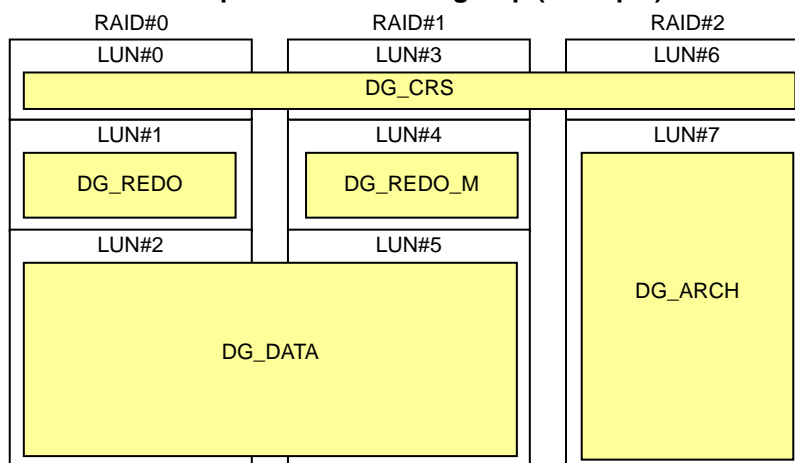 RAID#0 RAID#1 RAID#2
LUN#0 LUN#3 LUN#6
DG_CRS
LUN#1 LUN#4 LUN#7
DG_REDO DG_REDO_M
LUN#2 LUN#5
DG_ARCH
DG_DATA